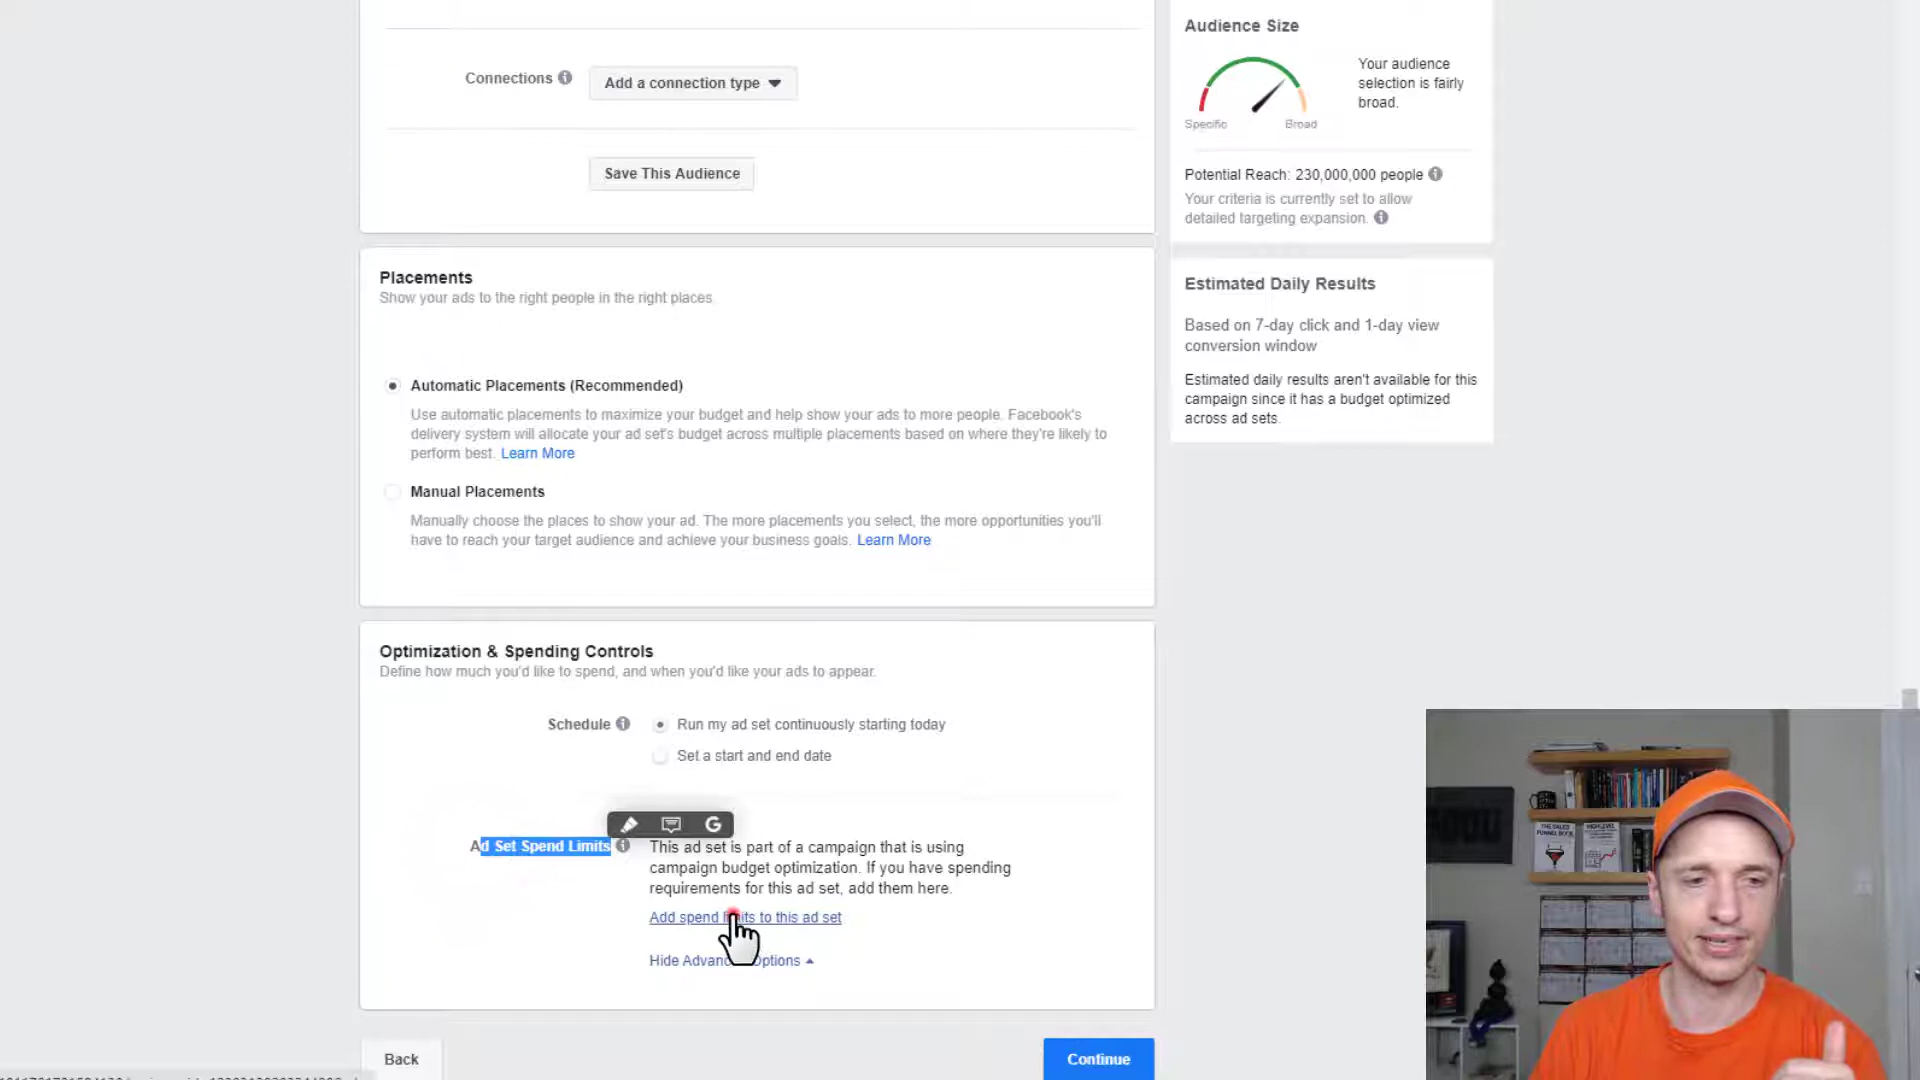 Audience Size
Connections
Add a connection type
Your audience
selection is fairly
broad.
Specific
Broad
Save This Audience
Potential Reach: 230,000,000 people
Your criteria is currently set to allow
detailed targeting expansion.
Placements
Show your ads to the right people in the right places.
Estimated Daily Results
Based on 7-day click and 1-day view
conversion window
Estimated daily results aren't available for this
campaign since it has a budget optimized
across ad sets.
Automatic Placements (Recommended)
Use automatic placements to maximize your budget and help show your ads to more people. Facebook's
delivery system will allocate your ad set's budget across multiple placements based on where they're likely to
perform best. Learn More
Manual Placements
Manually choose the places to show your ad. The more placements you select, the more opportunities you'll
have to reach your target audience and achieve your business goals. Learn More
Optimization & Spending Controls
Define how much you'd like to spend, and when you'd like your ads to appear.
Schedule
Run my ad set continuously starting today
Set a start and end date
G
Ad Set Spend Limits
This ad set is part of a campaign that is using
campaign budget optimization. If you have spending
requirements for this ad set, add them here.
Add spend limits to this ad set
Hide Advanced Options
Back
Continue